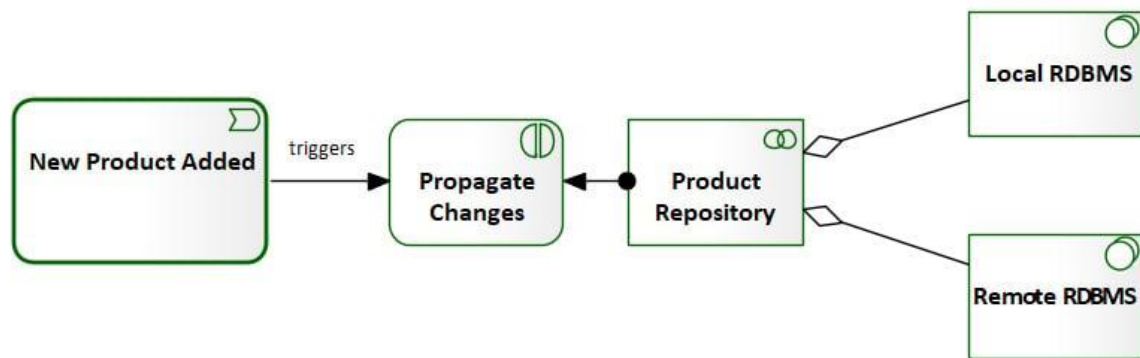 New Product Added
triggers
Propagate
Changes
Product
Repository
Local RDBMS
Remote RDBMS